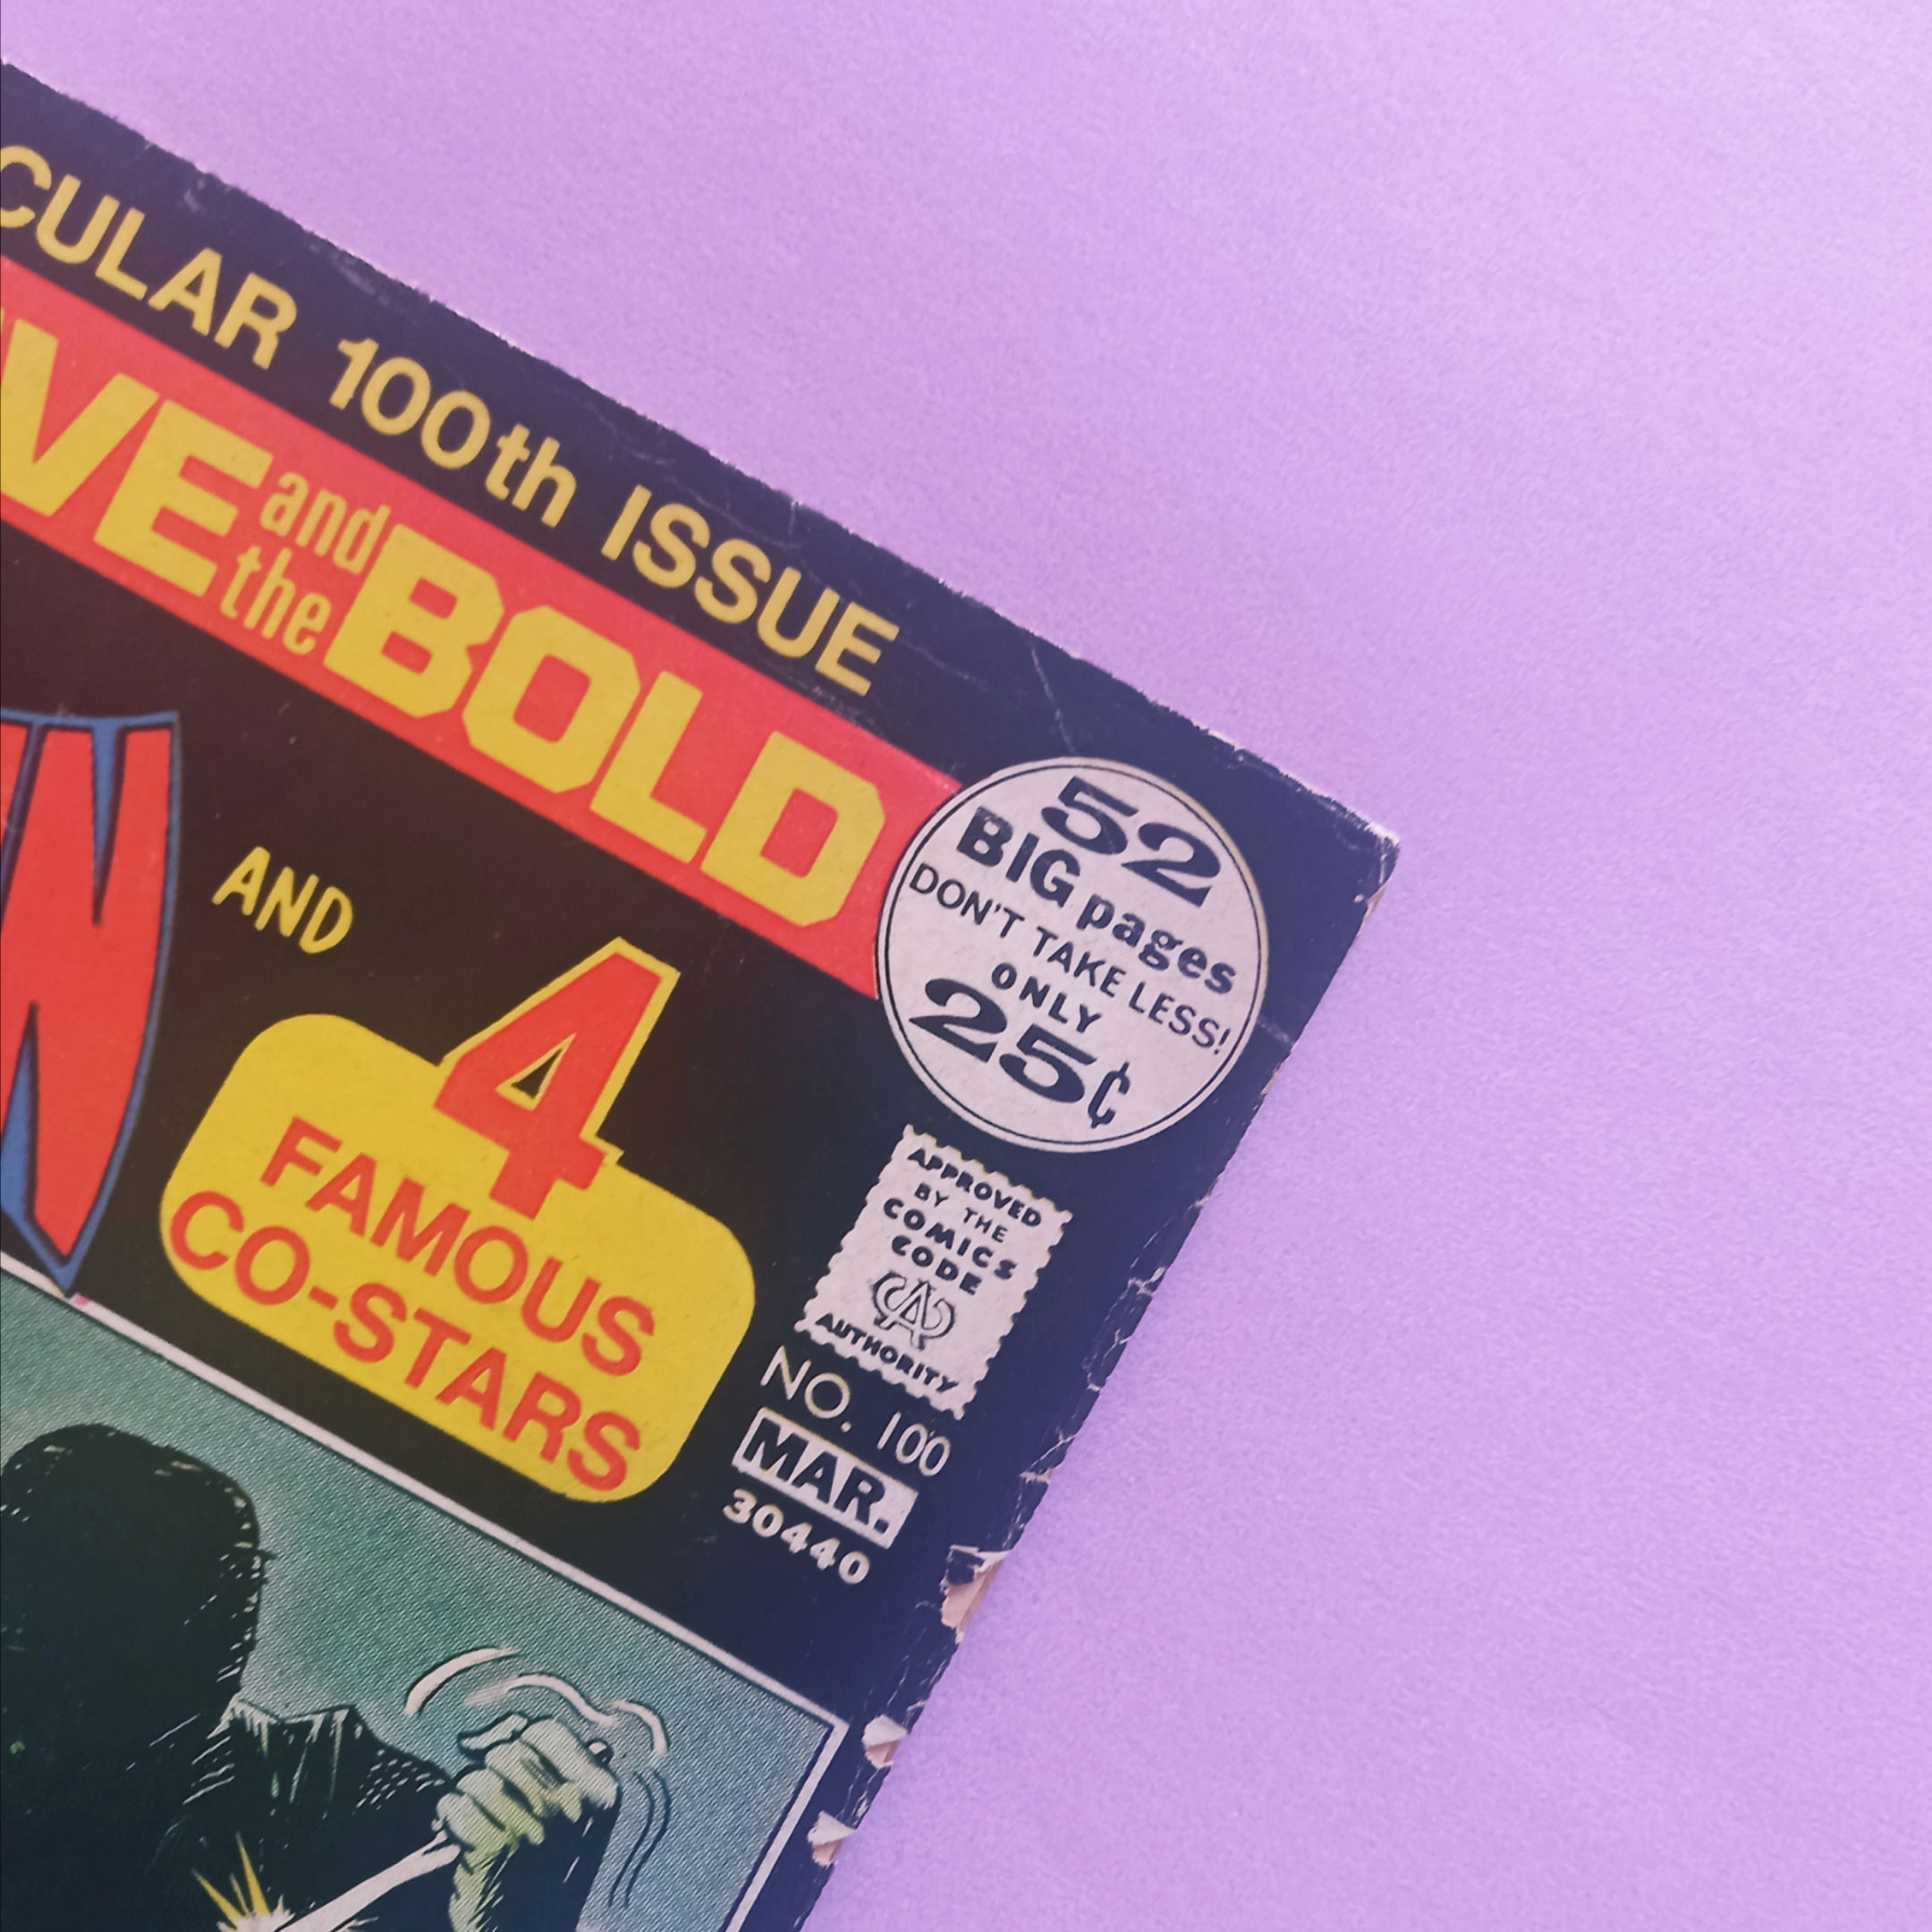 CULAR 100th ISSUE
VE and the BOLD
N
AND
4
FAMOUS
CO-STARS
52
BIG pages
DON'T TAKE LESS!
ONLY
25¢
APPROVED
BY THE
COMICS
CODE
CA
AUTHORITY
NO. 100
MAR.
30440